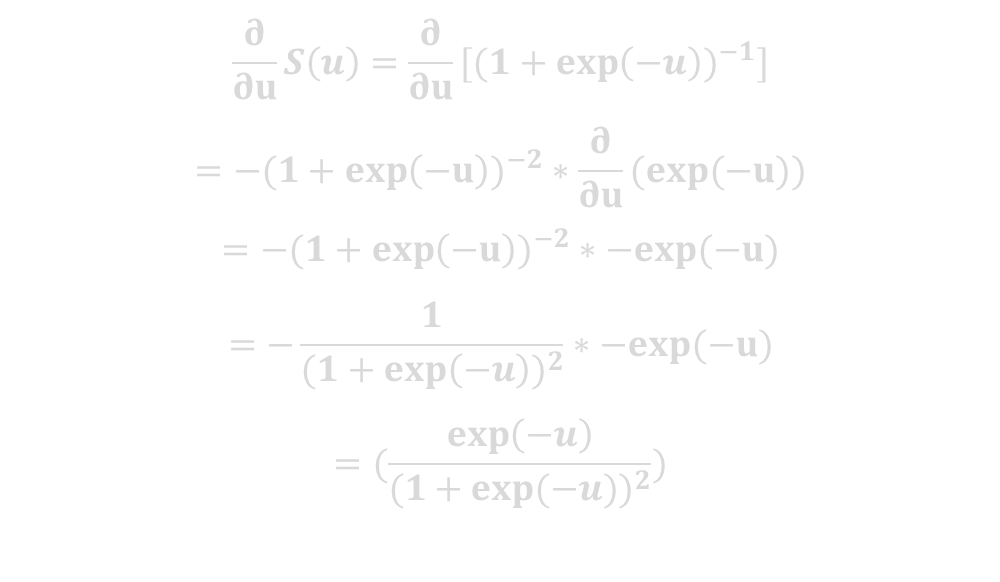 ∂/∂u S(u) = ∂/∂u [(1 + exp(−u))⁻¹]
= −(1 + exp(−u))⁻² * ∂/∂u (exp(−u))
= −(1 + exp(−u))⁻² * −exp(−u)
= − 1/(1 + exp(−u))² * −exp(−u)
= (exp(−u)/(1 + exp(−u))²)